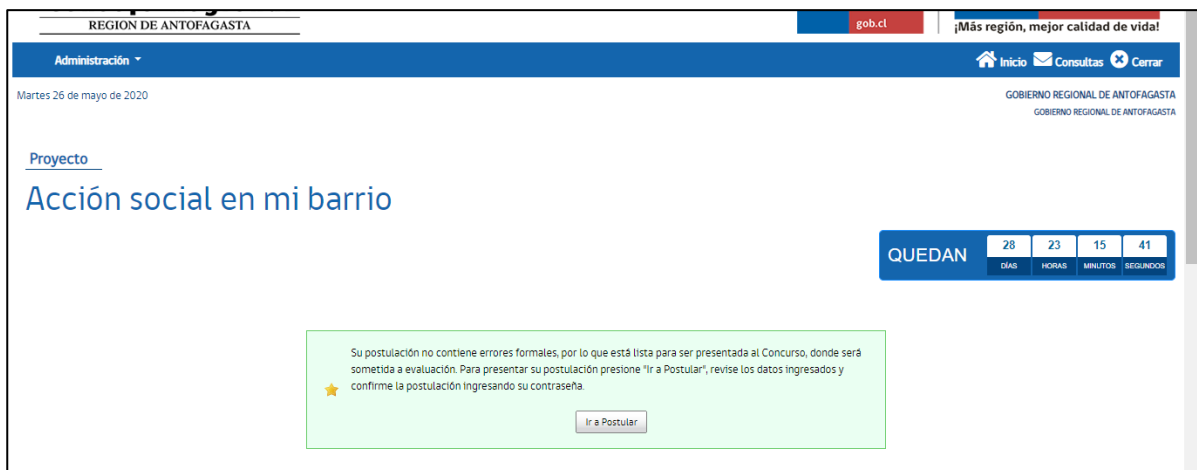 REGION DE ANTOFAGASTA
gob.cl
¡Más región, mejor calidad de vida!
Administración
Inicio Consultas Cerrar
Martes 26 de mayo de 2020
GOBIERNO REGIONAL DE ANTOFAGASTA
GOBIERNO REGIONAL DE ANTOFAGASTA
Proyecto
Acción social en mi barrio
QUEDAN
28 23 15 41
DÍAS HORAS MINUTOS SEGUNDOS
Su postulación no contiene errores formales, por lo que está lista para ser presentada al Concurso, donde será
sometida a evaluación. Para presentar su postulación presione "Ir a Postular", revise los datos ingresados y
confirme la postulación ingresando su contraseña.
Ir a Postular